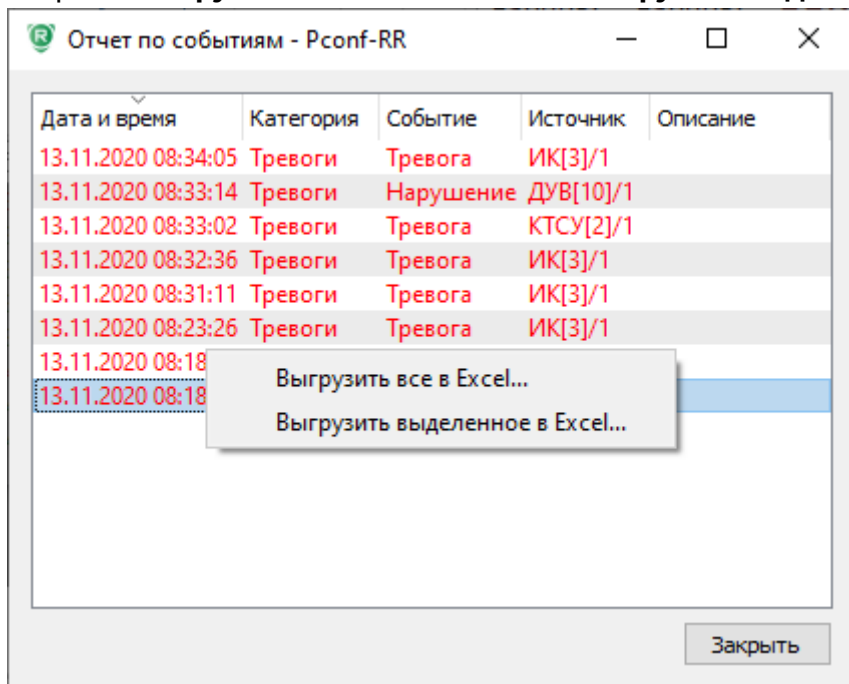 Отчет по событиям - Pconf-RR
Дата и время Категория Событие Источник Описание
13.11.2020 08:34:05 Тревоги Тревога ИК[3]/1
13.11.2020 08:33:14 Тревоги Нарушение ДУВ[10]/1
13.11.2020 08:33:02 Тревоги Тревога КТСУ[2]/1
13.11.2020 08:32:36 Тревоги Тревога ИК[3]/1
13.11.2020 08:31:11 Тревоги Тревога ИК[3]/1
13.11.2020 08:23:26 Тревоги Тревога ИК[3]/1
13.11.2020 08:18
13.11.2020 08:18
Выгрузить все в Excel...
Выгрузить выделенное в Excel...
Закрыть